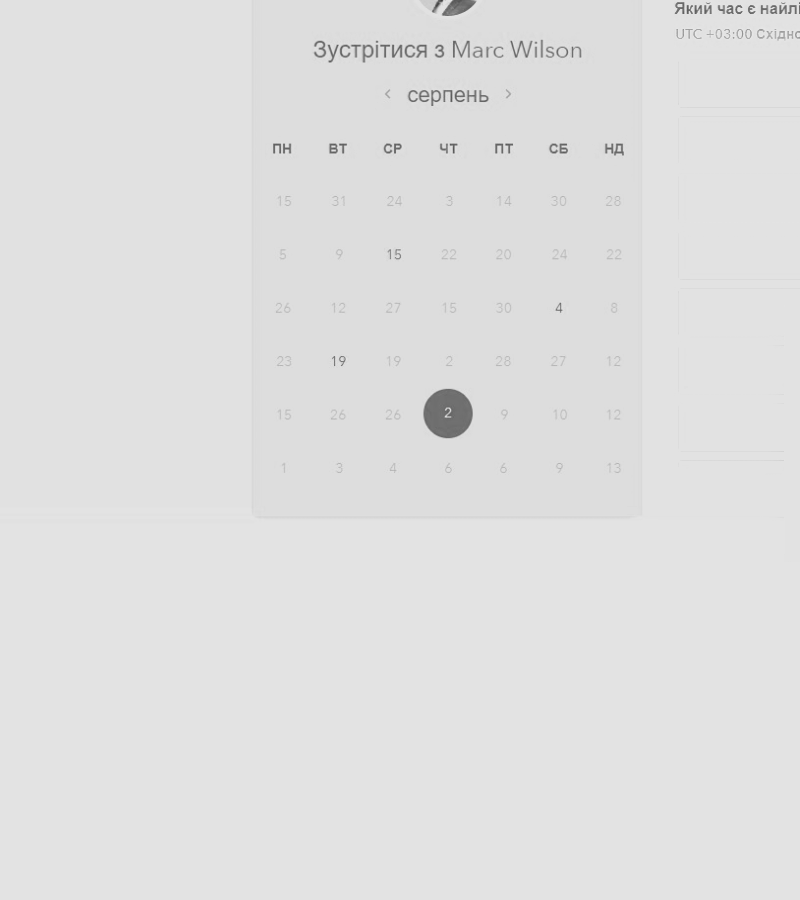 Зустрітися з Marc Wilson
< серпень >
ПН ВТ СР ЧТ ПТ СБ НД
15 31 24 3 14 30 28
5 9 15 22 20 24 22
26 12 27 15 30 4 8
23 19 19 2 28 27 12
15 26 26 2 9 10 12
1 3 4 6 6 9 13
Який час є
UTC +03:00